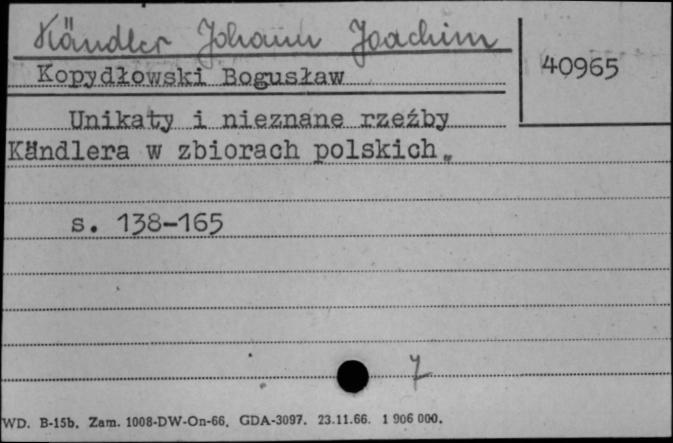 Kändler Johann Joachim
Kopydłowski Bogusław
40965
Unikaty i nieznane rzeźby
Kändlera w zbiorach polskich.
s. 138-165
7
WD. B-15b. Zam. 1008-DW-On-66. GDA-3097. 23.11.66. 1 906 000.